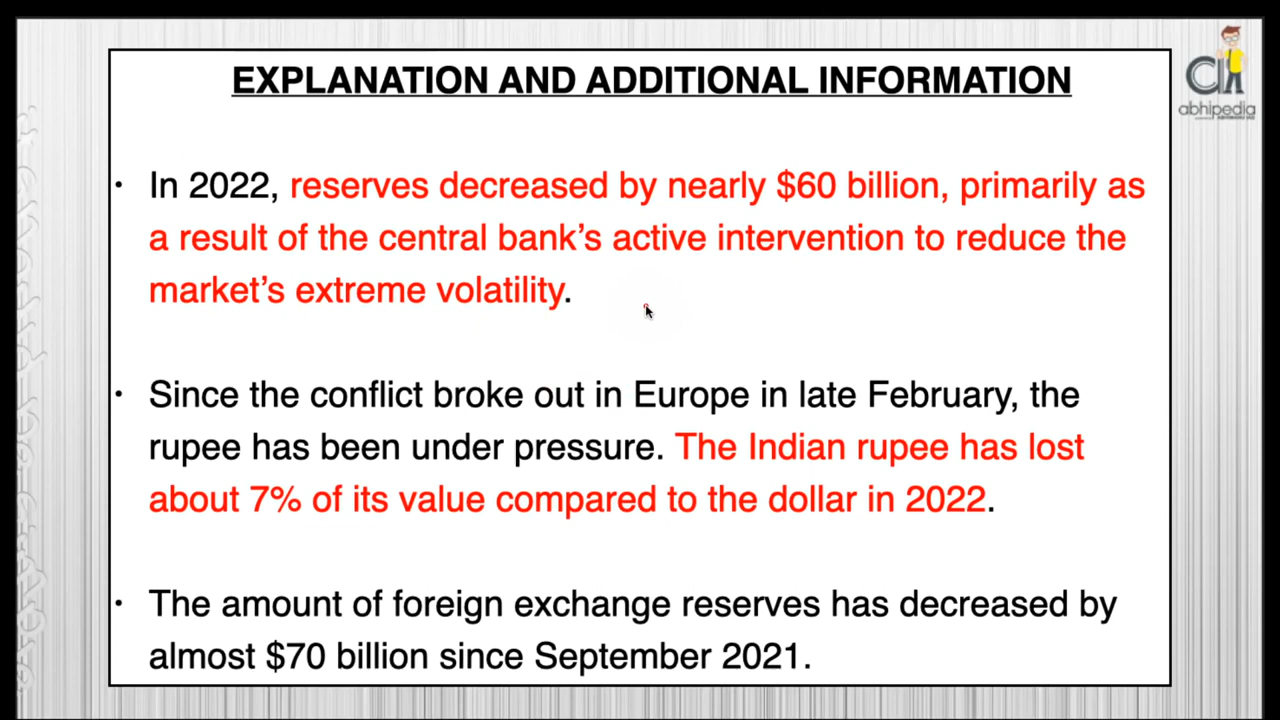 EXPLANATION AND ADDITIONAL INFORMATION
abhipedia
• In 2022, reserves decreased by nearly $60 billion, primarily as
a result of the central bank’s active intervention to reduce the
market’s extreme volatility.
• Since the conflict broke out in Europe in late February, the
rupee has been under pressure. The Indian rupee has lost
about 7% of its value compared to the dollar in 2022.
• The amount of foreign exchange reserves has decreased by
almost $70 billion since September 2021.